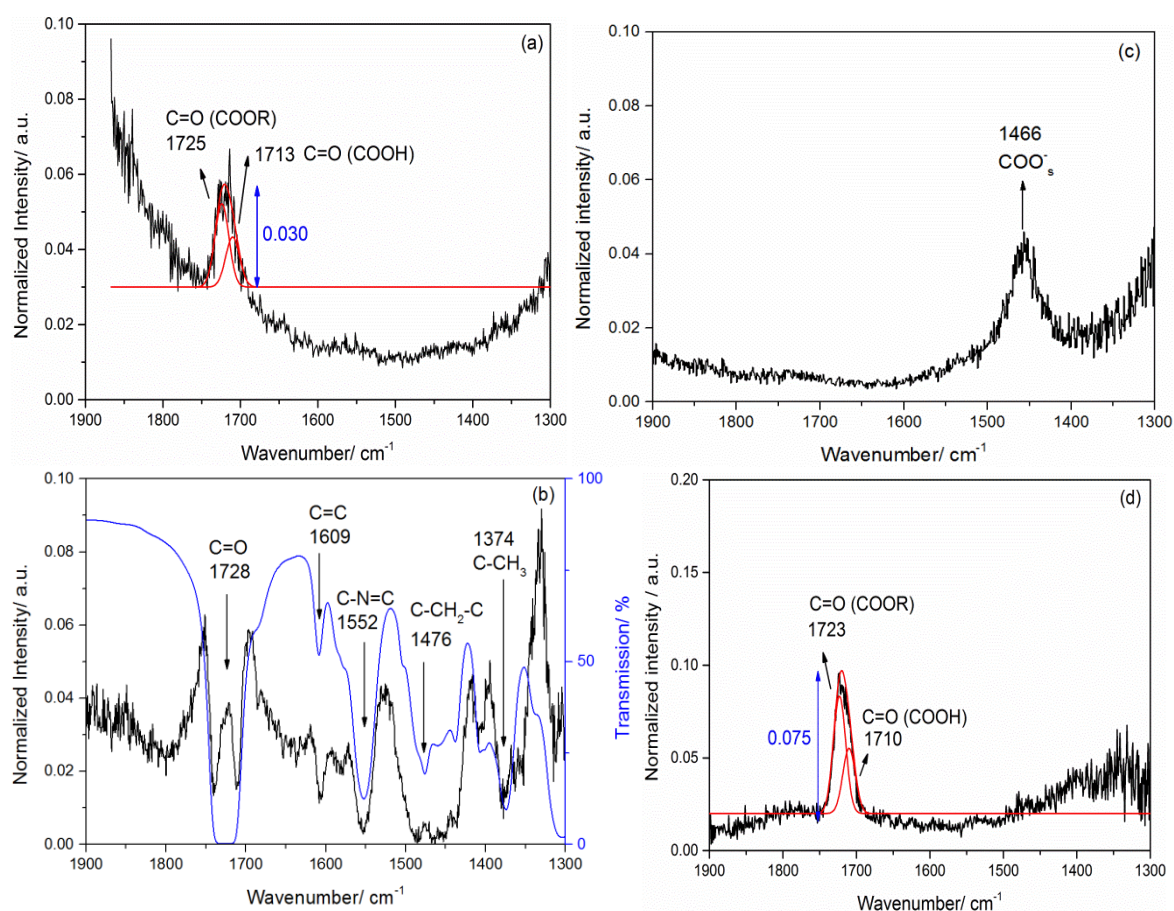 (a)
0.10
0.08
0.06
0.04
0.02
0.00
Normalized Intensity/ a.u.
C=O (COOR)
1725
1713 C=O (COOH)
0.030
1900 1800 1700 1600 1500 1400 1300
Wavenumber/ cm⁻¹
(c)
0.10
0.08
0.06
0.04
0.02
0.00
Normalized Intensity/ a.u.
1466
COO⁻ₛ
1900 1800 1700 1600 1500 1400 1300
Wavenumber/ cm⁻¹
(b)
0.10
0.08
0.06
0.04
0.02
0.00
Normalized Intensity/ a.u.
C=O
1728
C=C
1609
C-N=C
1552
C-CH₂-C
1476
1374
C-CH₃
100
50
0
Transmission/ %
1900 1800 1700 1600 1500 1400 1300
Wavenumber/ cm⁻¹
(d)
0.20
0.15
0.10
0.05
0.00
Normalized intensity / a.u.
C=O (COOR)
1723
C=O (COOH)
1710
0.075
1900 1800 1700 1600 1500 1400 1300
Wavenumber/ cm⁻¹